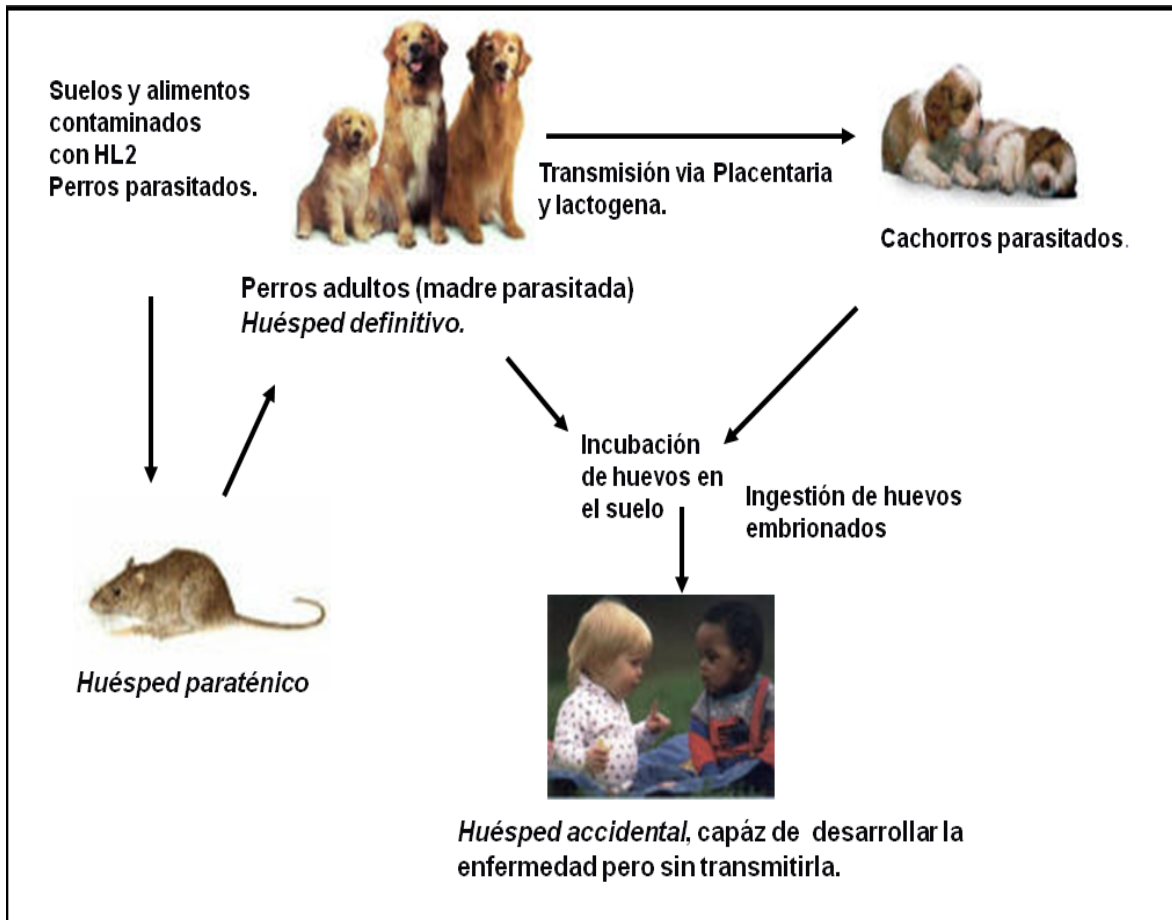 Suelos y alimentos
contaminados
con HL2
Perros parasitados.
Transmisión via Placentaria
y lactogena.
Cachorros parasitados.
Perros adultos (madre parasitada)
Huésped definitivo.
Incubación
de huevos en
el suelo
Ingestión de huevos
embrionados
Huésped paraténico
Huésped accidental, capáz de desarrollar la
enfermedad pero sin transmitirla.